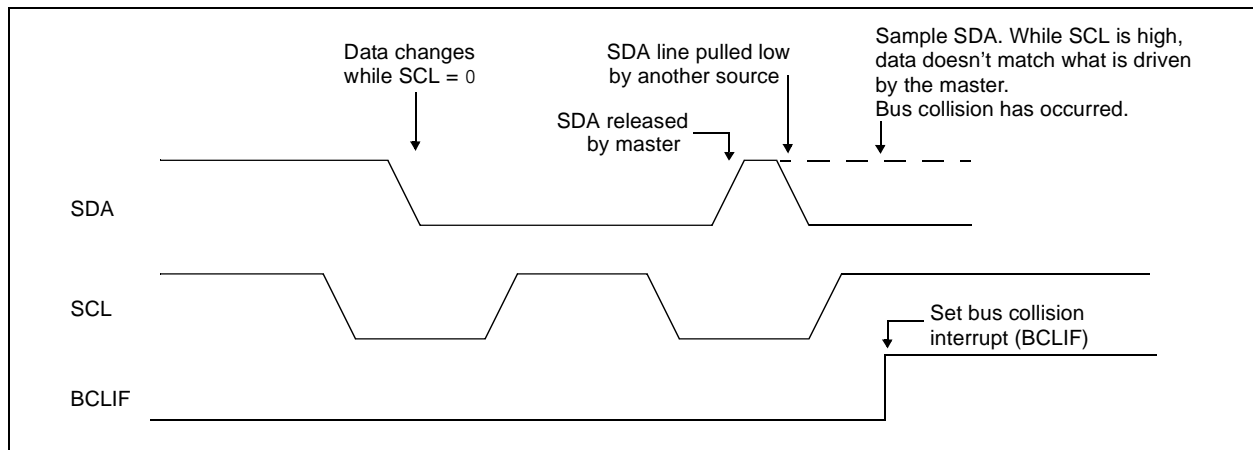 Data changes
while SCL = 0
SDA line pulled low
by another source
Sample SDA. While SCL is high,
data doesn't match what is driven
by the master.
Bus collision has occurred.
SDA released
by master
SDA
SCL
Set bus collision
interrupt (BCLIF)
BCLIF